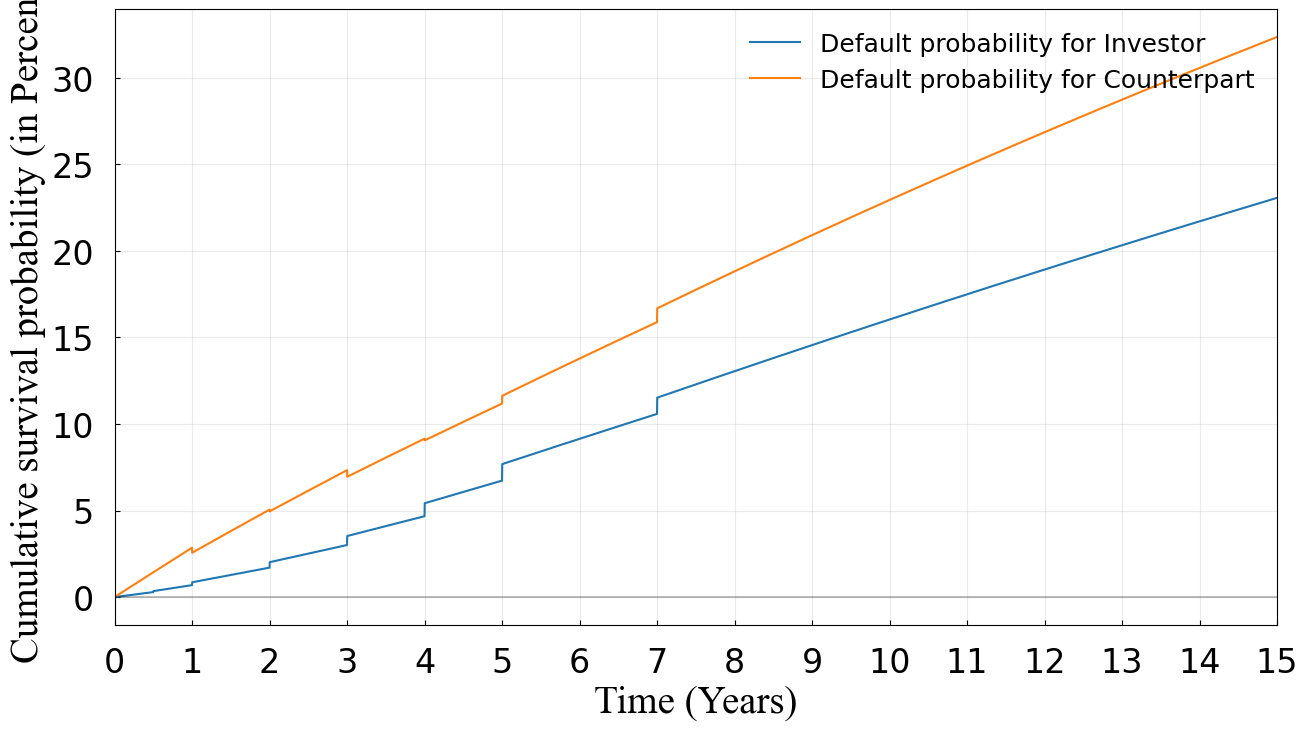 Cumulative survival probability (in Percen
30
25
20
15
10
5
0
Default probability for Investor
Default probability for Counterpart
0 1 2 3 4 5 6 7 8 9 10 11 12 13 14 15
Time (Years)